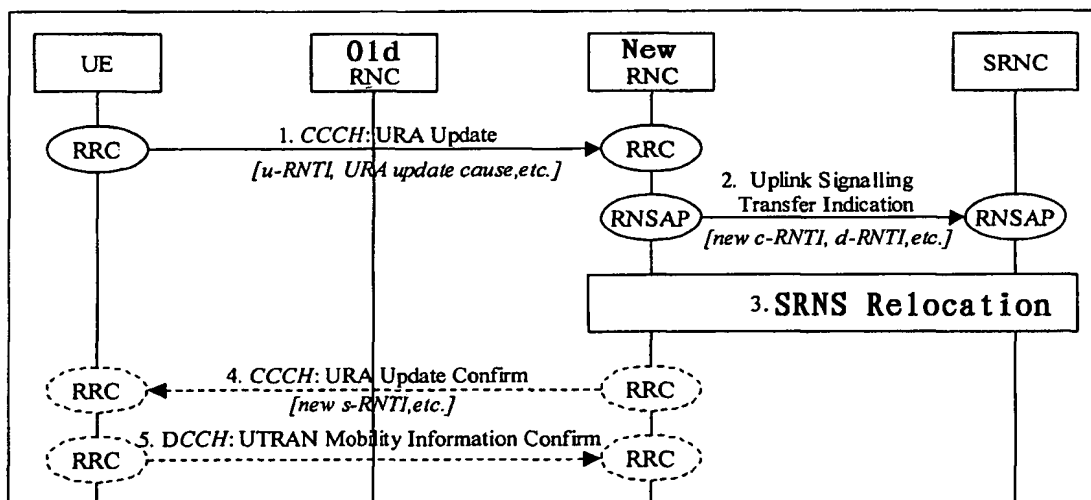 UE
Old
RNC
New
RNC
SRNC
1. CCCH: URA Update
RRC
RRC
[u-RNTI, URA update cause,etc.]
2. Uplink Signalling
Transfer Indication
RNSAP
RNSAP
[new c-RNTI, d-RNTI,etc.]
3. SRNS Relocation
4. CCCH: URA Update Confirm
RRC
RRC
[new s-RNTI,etc.]
5. DCCH: UTRAN Mobility Information Confirm
RRC
RRC